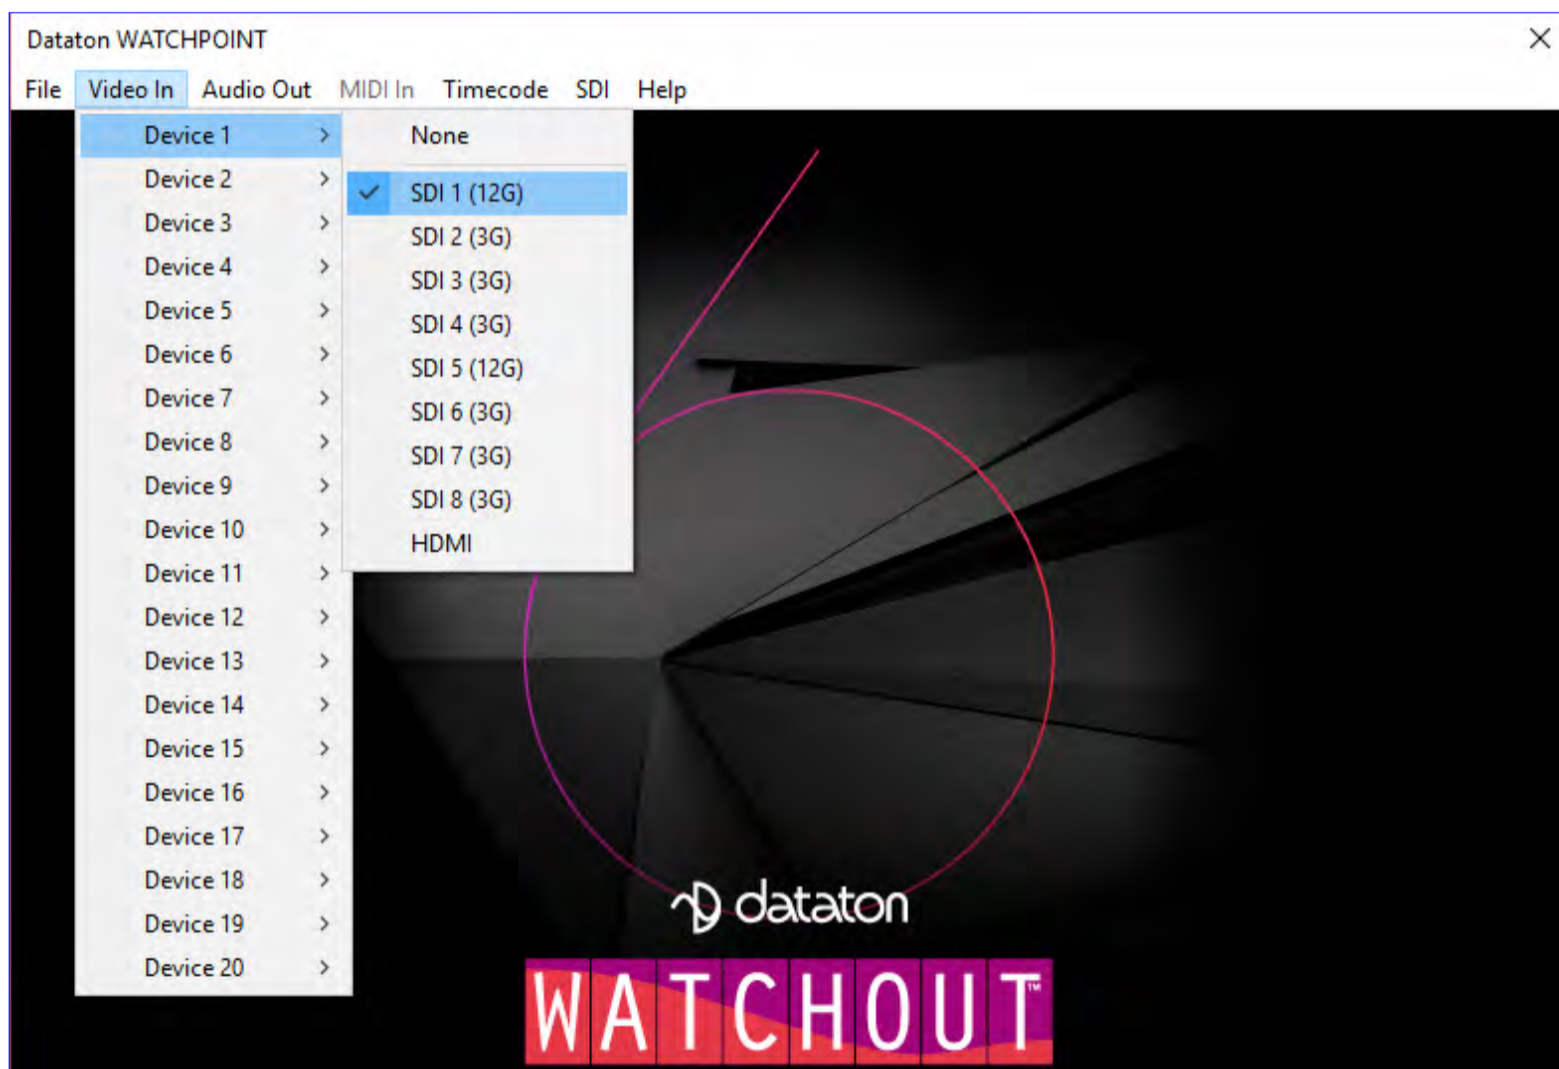 Dataton WATCHPOINT
File Video In Audio Out MIDI In Timecode SDI Help
Device 1
Device 2
Device 3
Device 4
Device 5
Device 6
Device 7
Device 8
Device 9
Device 10
Device 11
Device 12
Device 13
Device 14
Device 15
Device 16
Device 17
Device 18
Device 19
Device 20
None
SDI 1 (12G)
SDI 2 (3G)
SDI 3 (3G)
SDI 4 (3G)
SDI 5 (12G)
SDI 6 (3G)
SDI 7 (3G)
SDI 8 (3G)
HDMI
dataton
WATCHOUT™